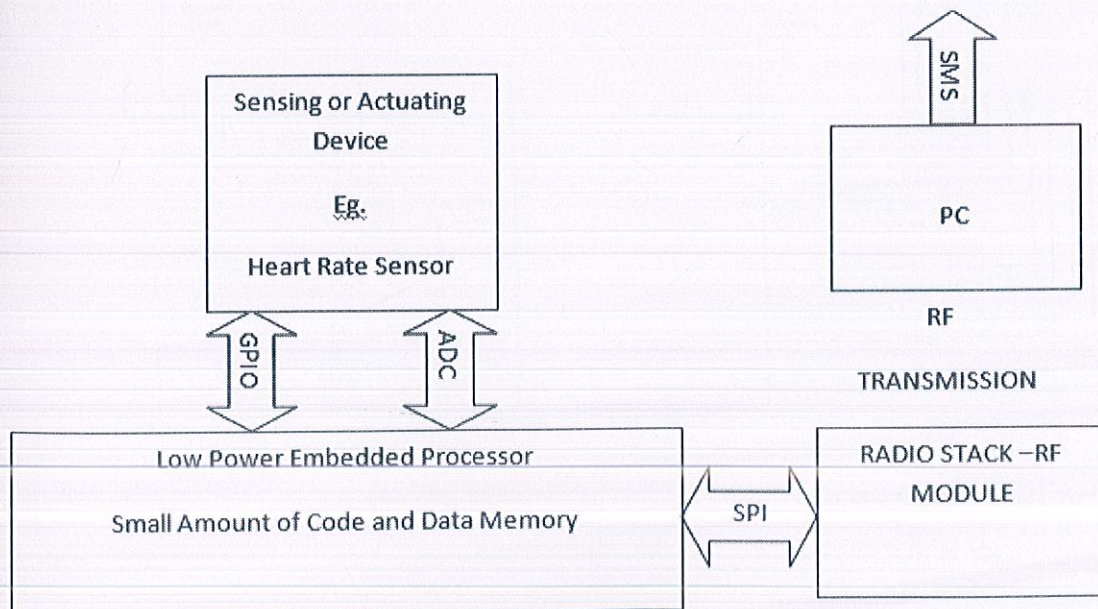 Sensing or Actuating
Device
Eg.
Heart Rate Sensor
SMS
PC
RF
TRANSMISSION
GPIO
ADC
Low Power Embedded Processor
Small Amount of Code and Data Memory
SPI
RADIO STACK –RF
MODULE